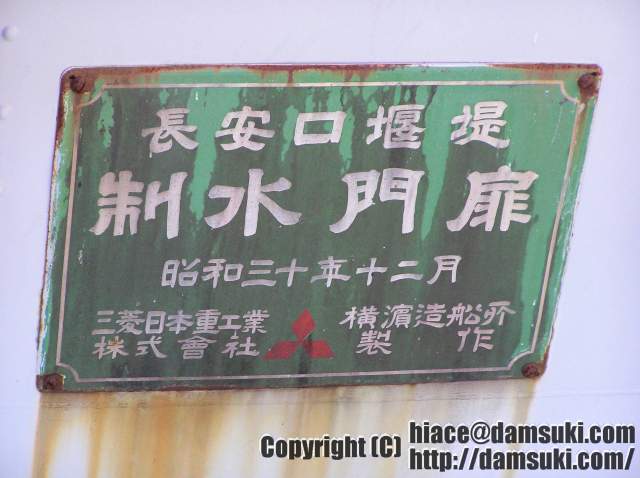 長安口堰堤
制水門扉
昭和三十年十二月
三菱日本重工業
株式會社
横濱造船所
製作
Copyright (C) hiace@damsuki.com
http://damsuki.com/